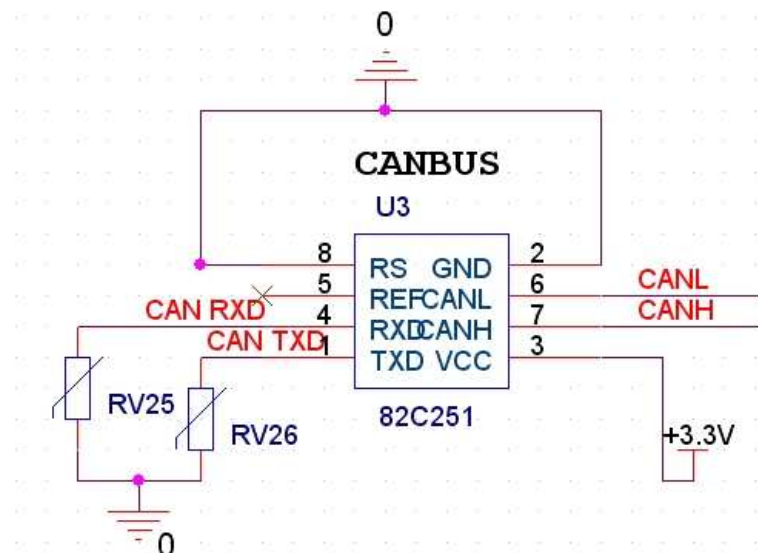 0
CANBUS
U3
8 RS GND 2
5 REF CANL 6 CANL
CAN RXD 4 RXD CANH 7 CANH
CAN TXD 1 TXD VCC 3
RV25
RV26
82C251
+3.3V
0